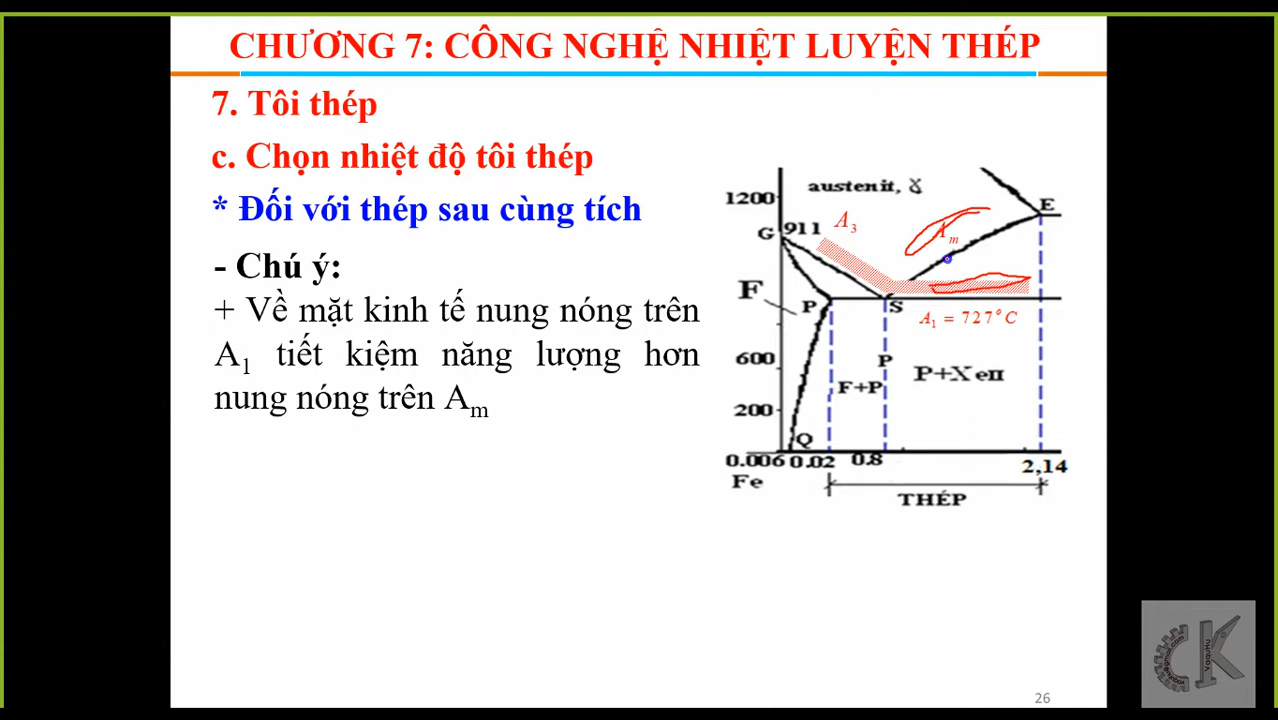 CHƯƠNG 7: CÔNG NGHỆ NHIỆT LUYỆN THÉP
7. Tôi thép
c. Chọn nhiệt độ tôi thép
* Đối với thép sau cùng tích
- Chú ý:
+ Về mặt kinh tế nung nóng trên
A1 tiết kiệm năng lượng hơn
nung nóng trên Am
austenit, γ
1200
E
A3
G 911
Am
F
P
S
A1 = 727°C
600
P
F+P
P+XeII
200
Q
0.006 0.02 0.8
2,14
Fe
THÉP
26